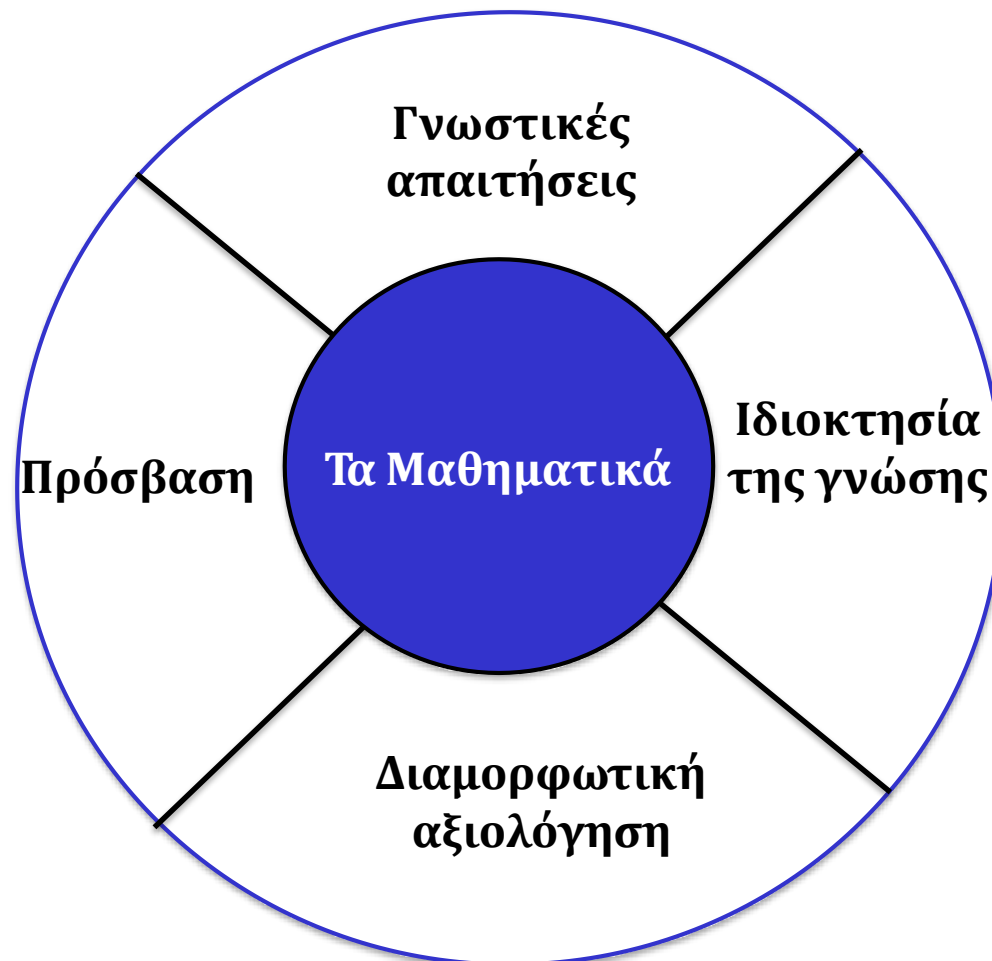 Γνωστικές
απαιτήσεις
Πρόσβαση
Τα Μαθηματικά
Ιδιοκτησία
της γνώσης
Διαμορφωτική
αξιολόγηση